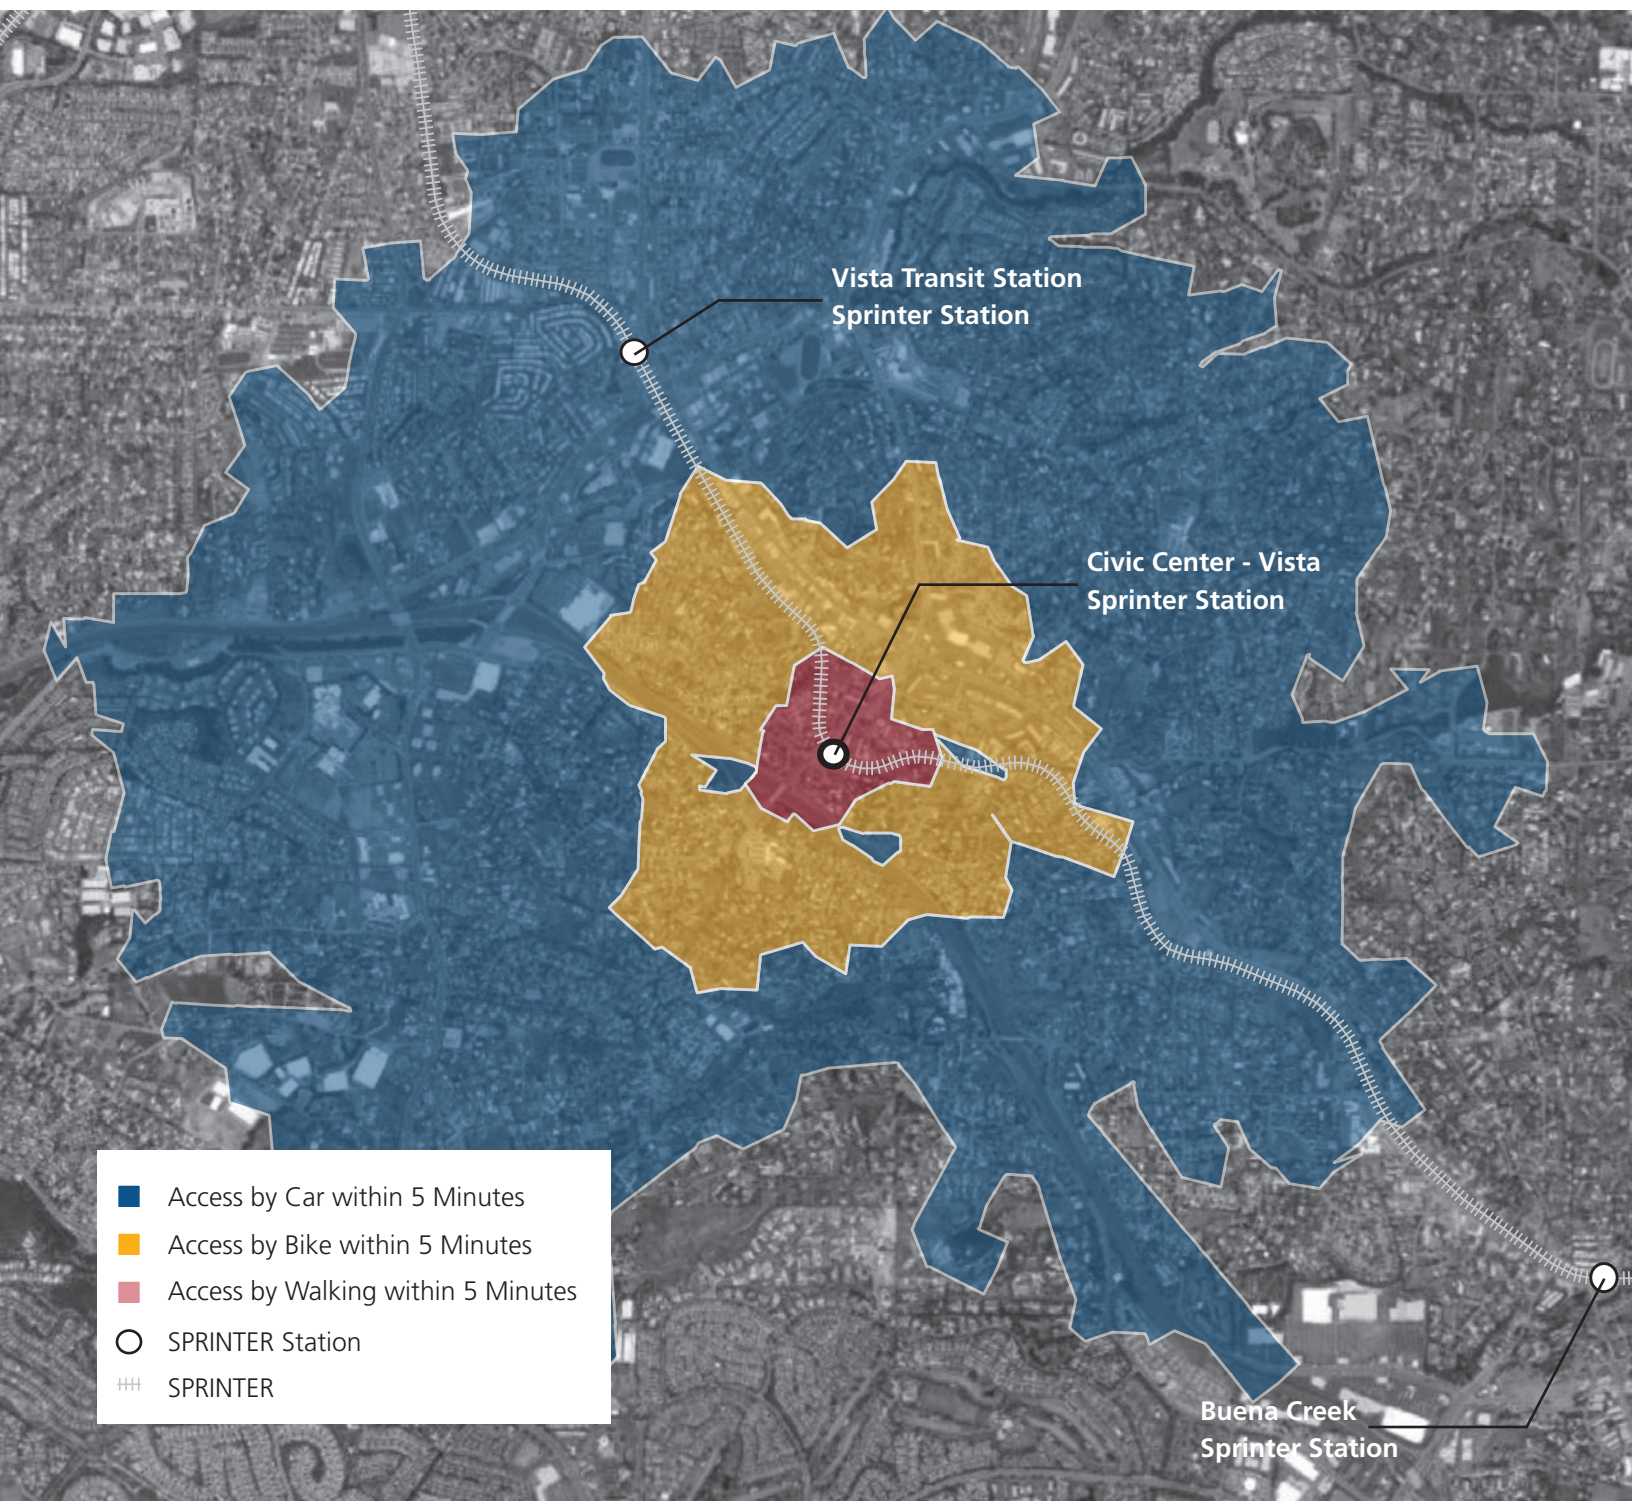 Vista Transit Station
Sprinter Station
Civic Center - Vista
Sprinter Station
Access by Car within 5 Minutes
Access by Bike within 5 Minutes
Access by Walking within 5 Minutes
SPRINTER Station
SPRINTER
Buena Creek
Sprinter Station